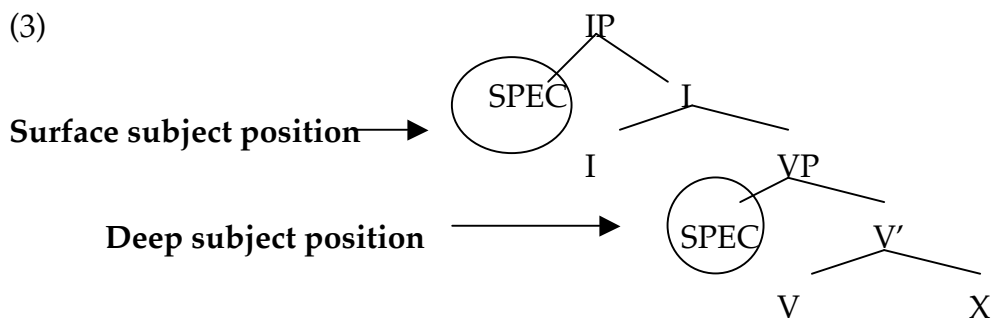 (3)
IP
SPEC I
Surface subject position
I VP
Deep subject position
SPEC V’
V X